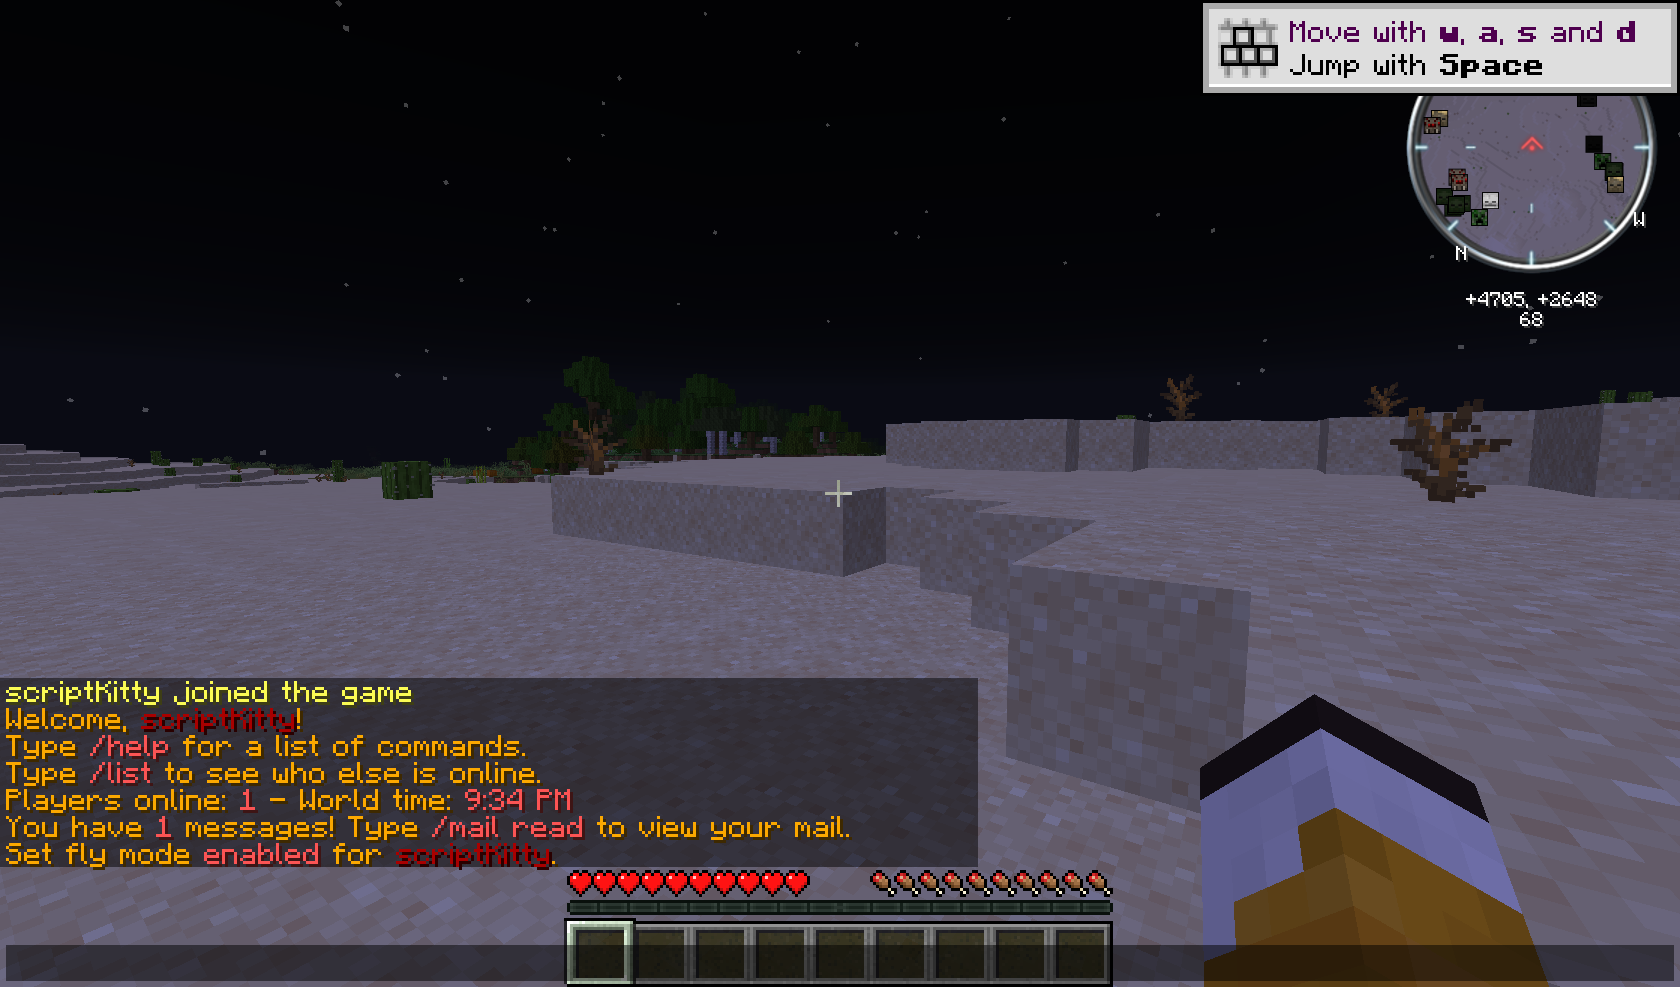 Move with w, a, s and d
Jump with Space
W
N
+4705, +2648
68
scriptKitty joined the game
Welcome, scriptKitty!
Type /help for a list of commands.
Type /list to see who else is online.
Players online: 1 - World time: 9:34 PM
You have 1 messages! Type /mail read to view your mail.
Set fly mode enabled for scriptKitty.